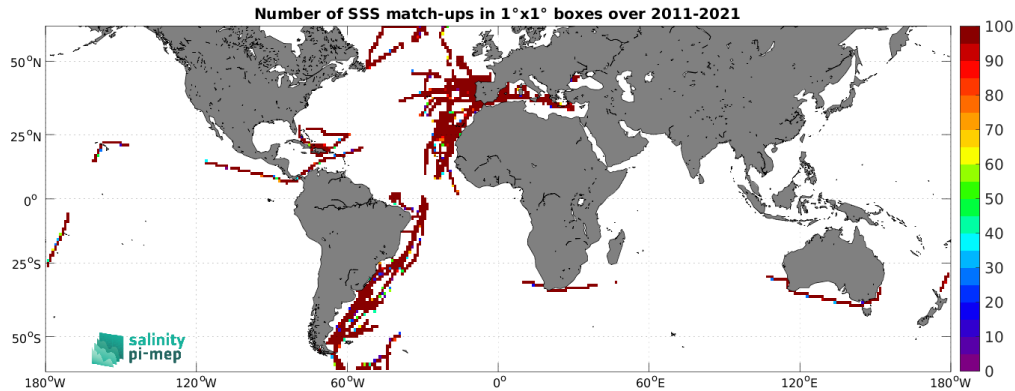 Number of SSS match-ups in 1°x1° boxes over 2011-2021
50°N
25°N
0°
25°S
50°S
180°W
120°W
60°W
0°
60°E
120°E
180°W
100
90
80
70
60
50
40
30
20
10
0
salinity
pi-mep